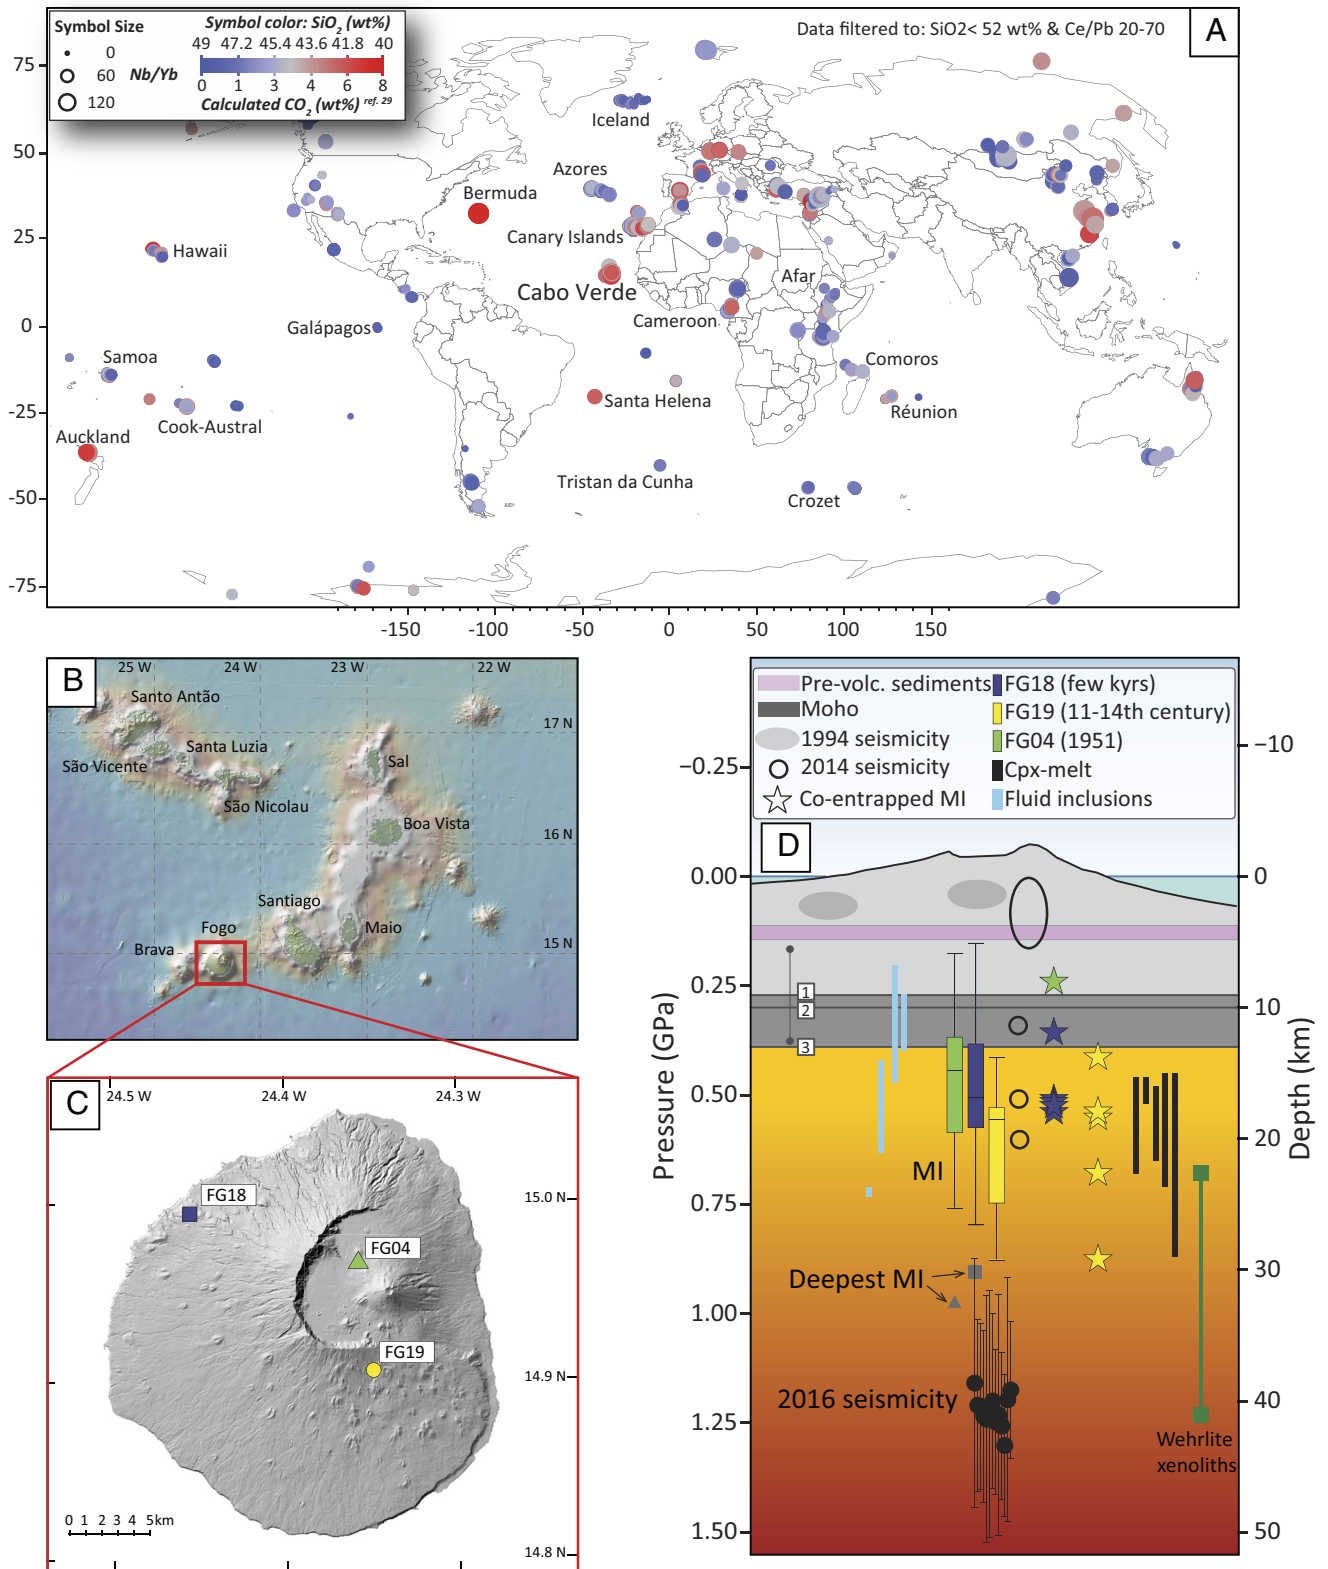 A
Symbol Size
0
60
120
Nb/Yb
Symbol color: SiO2 (wt%)
49 47.2 45.4 43.6 41.8 40
0 1 3 4 6 8
Calculated CO2 (wt%) ref. 29
Data filtered to: SiO2< 52 wt% & Ce/Pb 20-70
75
50
25
0
-25
-50
-75
-150 -100 -50 0 50 100 150
Iceland
Azores
Bermuda
Canary Islands
Hawaii
Cabo Verde
Afar
Galápagos
Cameroon
Samoa
Comoros
Cook-Austral
Santa Helena
Réunion
Auckland
Tristan da Cunha
Crozet
B
25 W 24 W 23 W 22 W
17 N
16 N
15 N
Santo Antão
Santa Luzia
São Vicente
São Nicolau
Sal
Boa Vista
Santiago
Maio
Fogo
Brava
C
24.5 W 24.4 W 24.3 W
15.0 N
14.9 N
14.8 N
FG18
FG04
FG19
0 1 2 3 4 5km
D
Pre-volc. sediments
Moho
1994 seismicity
2014 seismicity
Co-entrapped MI
FG18 (few kyrs)
FG19 (11-14th century)
FG04 (1951)
Cpx-melt
Fluid inclusions
Pressure (GPa)
−0.25
0.00
0.25
0.50
0.75
1.00
1.25
1.50
Depth (km)
−10
0
10
20
30
40
50
1
2
3
MI
Deepest MI
2016 seismicity
Wehrlite
xenoliths